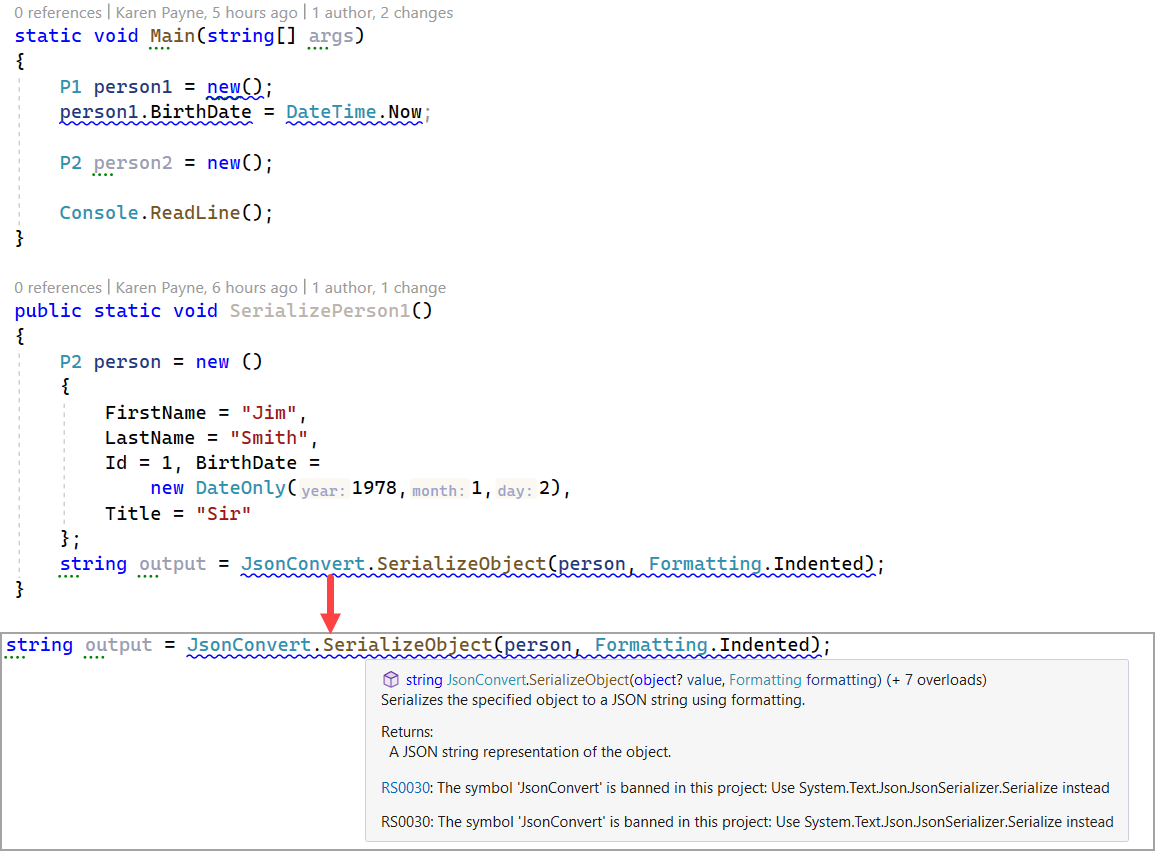 0 references | Karen Payne, 5 hours ago | 1 author, 2 changes
static void Main(string[] args)
{
P1 person1 = new();
person1.BirthDate = DateTime.Now;
P2 person2 = new();
Console.ReadLine();
}
0 references | Karen Payne, 6 hours ago | 1 author, 1 change
public static void SerializePerson1()
{
P2 person = new ()
{
FirstName = "Jim",
LastName = "Smith",
Id = 1, BirthDate =
new DateOnly(year: 1978, month: 1, day: 2),
Title = "Sir"
};
string output = JsonConvert.SerializeObject(person, Formatting.Indented);
}
string output = JsonConvert.SerializeObject(person, Formatting.Indented);
string JsonConvert.SerializeObject(object? value, Formatting formatting) (+ 7 overloads)
Serializes the specified object to a JSON string using formatting.
Returns:
A JSON string representation of the object.
RS0030: The symbol 'JsonConvert' is banned in this project: Use System.Text.Json.JsonSerializer.Serialize instead
RS0030: The symbol 'JsonConvert' is banned in this project: Use System.Text.Json.JsonSerializer.Serialize instead